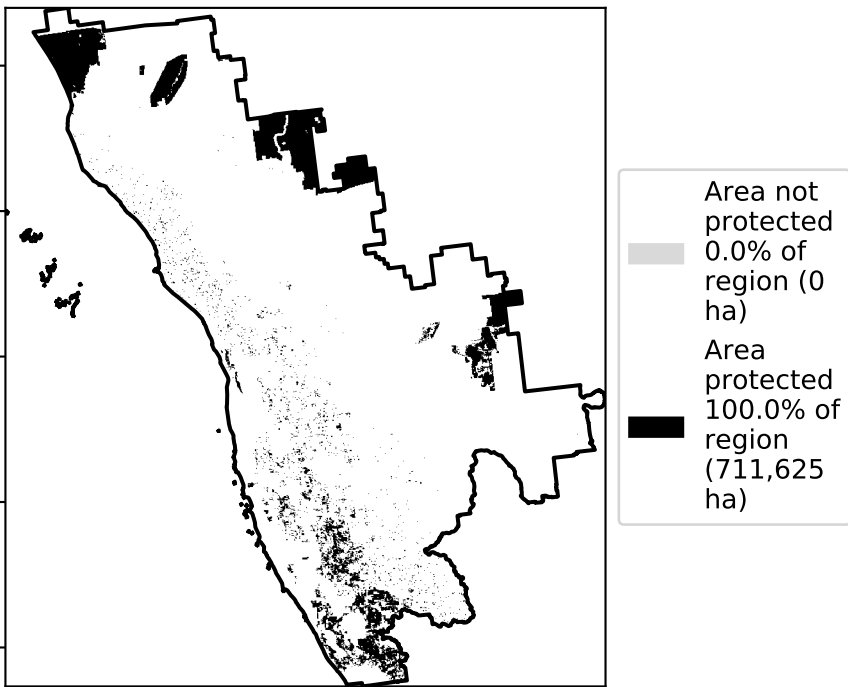 Area not
protected
0.0% of
region (0
ha)
Area
protected
100.0% of
region
(711,625
ha)